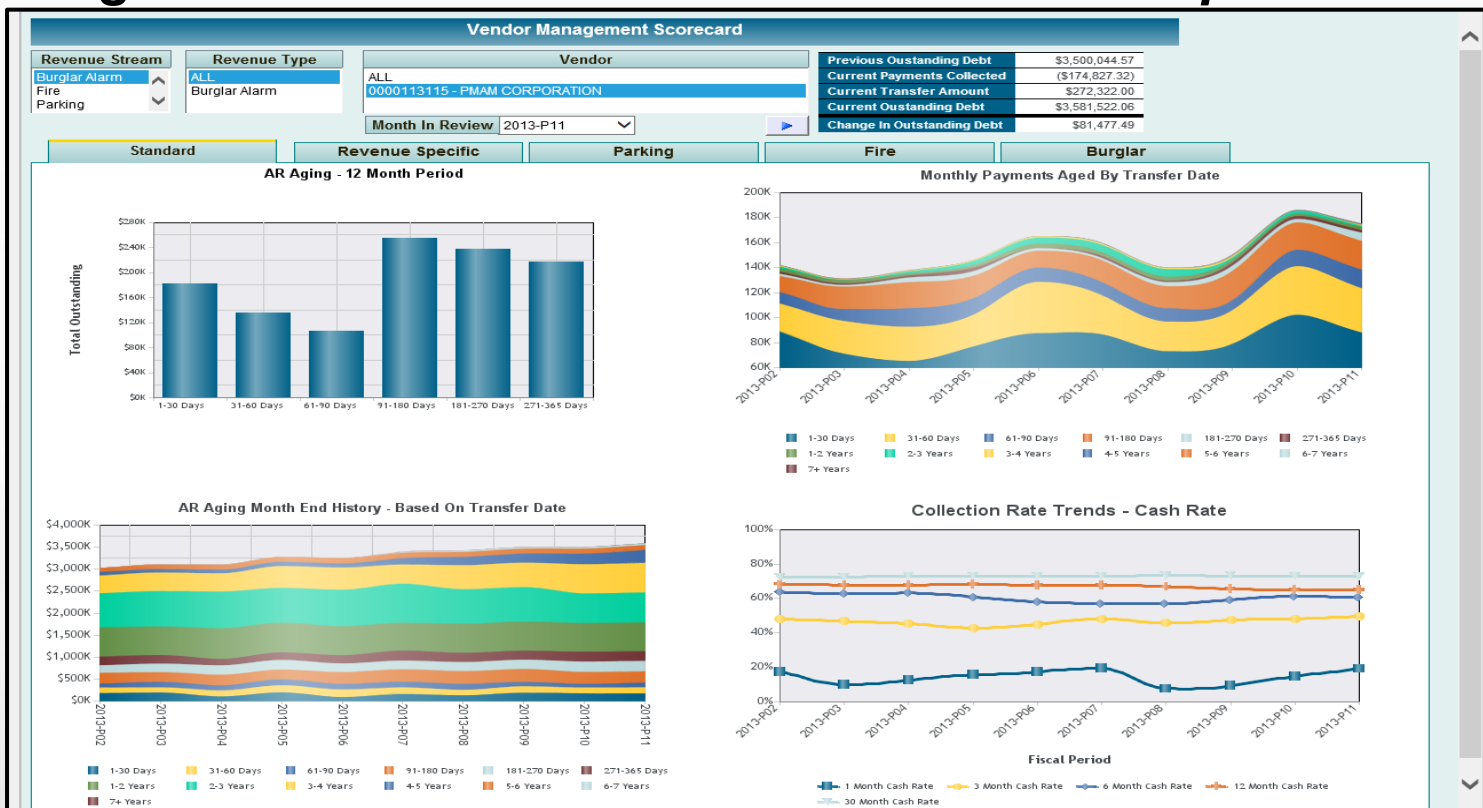 Vendor Management Scorecard
Revenue Stream
Burglar Alarm
Fire
Parking
Revenue Type
ALL
Burglar Alarm
Vendor
ALL
0000113115 - PMAM CORPORATION
Month In Review 2013-P11
Previous Oustanding Debt $3,500,044.57
Current Payments Collected ($174,827.32)
Current Transfer Amount $272,322.00
Current Oustanding Debt $3,581,522.06
Change In Outstanding Debt $81,477.49
Standard Revenue Specific Parking Fire Burglar
AR Aging - 12 Month Period
Total Outstanding
$280K
$240K
$200K
$160K
$120K
$80K
$40K
$0K
1-30 Days 31-60 Days 61-90 Days 91-180 Days 181-270 Days 271-365 Days
Monthly Payments Aged By Transfer Date
200K
180K
160K
140K
120K
100K
80K
60K
2013-P02 2013-P03 2013-P04 2013-P05 2013-P06 2013-P07 2013-P08 2013-P09 2013-P10 2013-P11
1-30 Days 31-60 Days 61-90 Days 91-180 Days 181-270 Days 271-365 Days
1-2 Years 2-3 Years 3-4 Years 4-5 Years 5-6 Years 6-7 Years
7+ Years
AR Aging Month End History - Based On Transfer Date
$4,000K
$3,500K
$3,000K
$2,500K
$2,000K
$1,500K
$1,000K
$500K
$0K
2013-P02 2013-P03 2013-P04 2013-P05 2013-P06 2013-P07 2013-P08 2013-P09 2013-P10 2013-P11
1-30 Days 31-60 Days 61-90 Days 91-180 Days 181-270 Days 271-365 Days
1-2 Years 2-3 Years 3-4 Years 4-5 Years 5-6 Years 6-7 Years
7+ Years
Collection Rate Trends - Cash Rate
100%
80%
60%
40%
20%
0%
2013-P02 2013-P03 2013-P04 2013-P05 2013-P06 2013-P07 2013-P08 2013-P09 2013-P10 2013-P11
Fiscal Period
1 Month Cash Rate 3 Month Cash Rate 6 Month Cash Rate 12 Month Cash Rate
30 Month Cash Rate